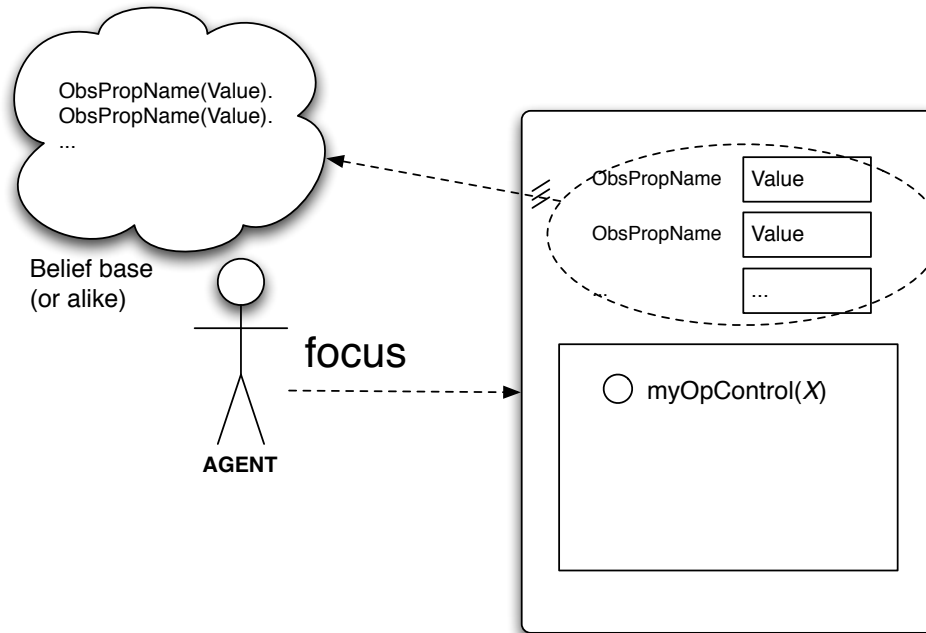 ObsPropName(Value).
ObsPropName(Value).
...
Belief base
(or alike)
AGENT
focus
ObsPropName Value
ObsPropName Value
... ...
myOpControl(X)